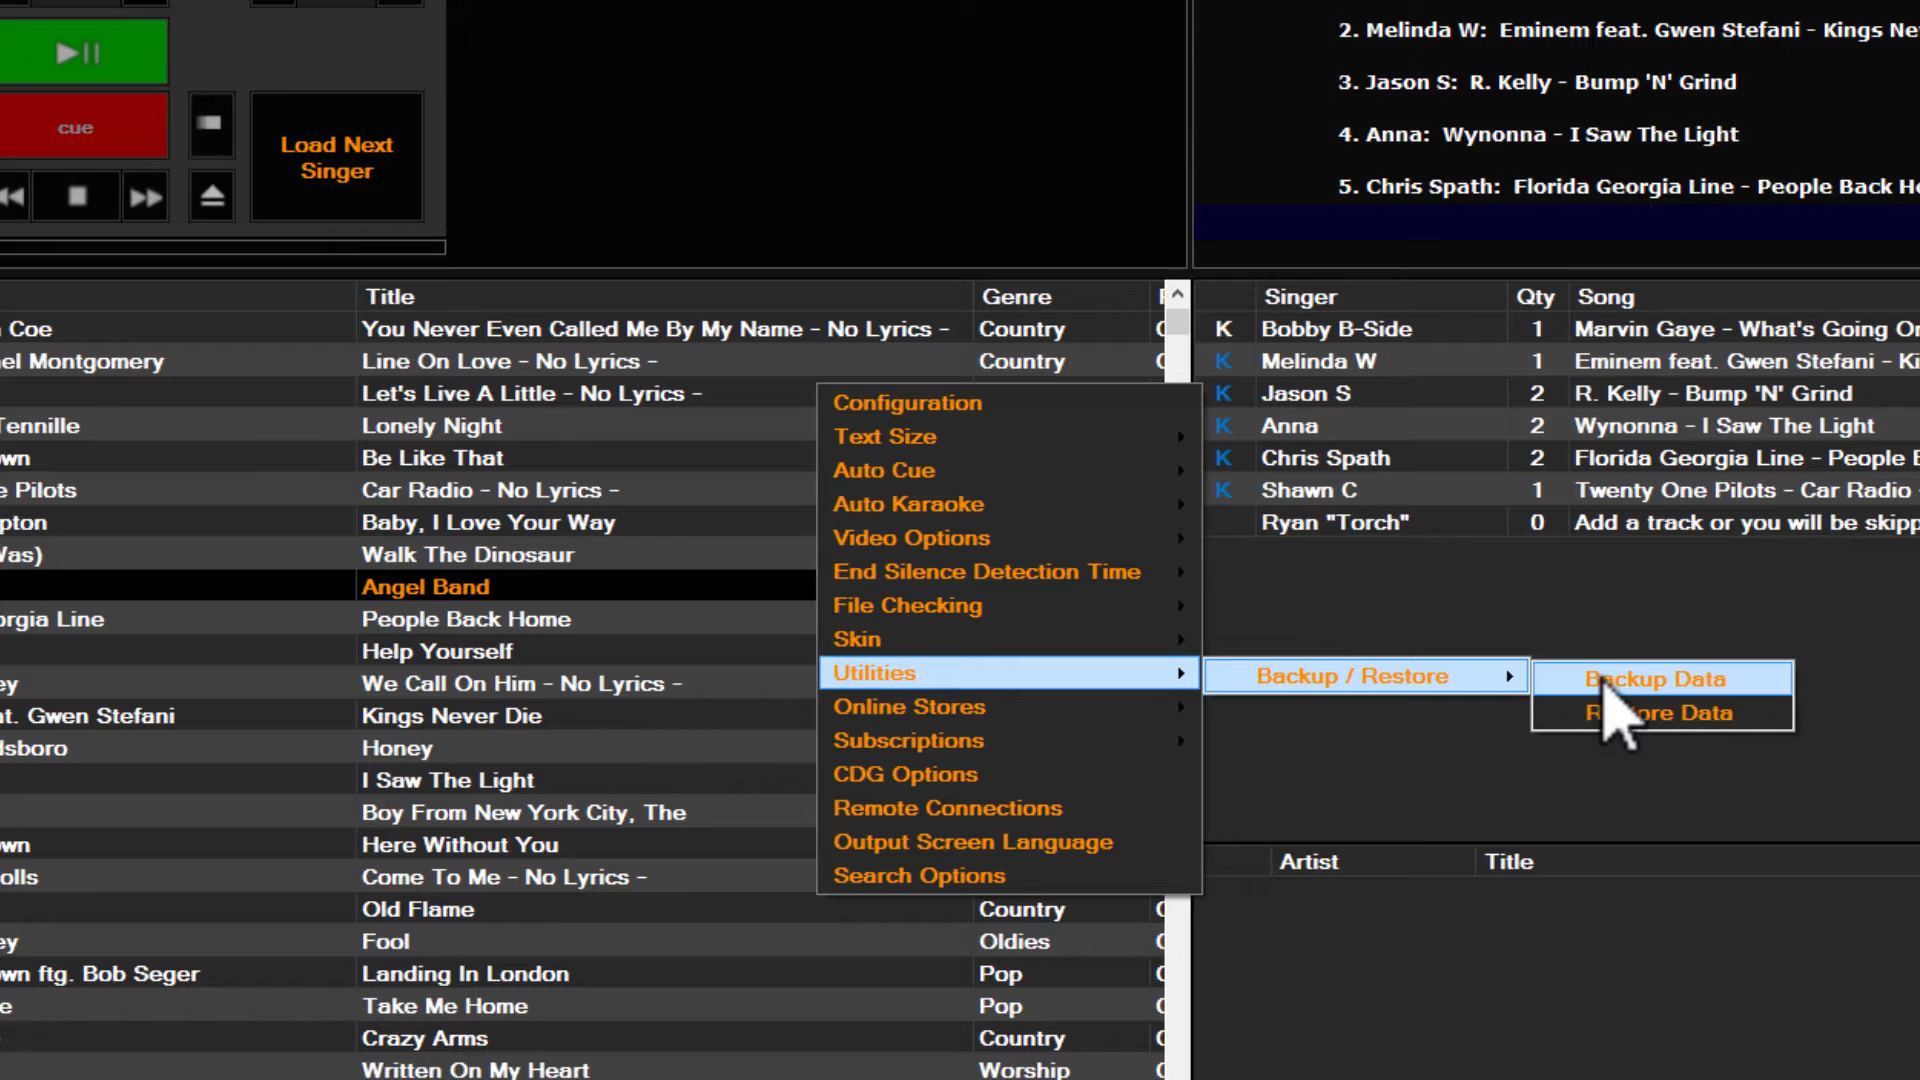 2. Melinda W: Eminem feat. Gwen Stefani - Kings Ne
3. Jason S: R. Kelly - Bump 'N' Grind
4. Anna: Wynonna - I Saw The Light
5. Chris Spath: Florida Georgia Line - People Back H
cue
Load Next
Singer
Title Genre
Coe You Never Even Called Me By My Name - No Lyrics - Country
el Montgomery Line On Love - No Lyrics - Country
Let's Live A Little - No Lyrics -
Tennille Lonely Night
own Be Like That
e Pilots Car Radio - No Lyrics -
pton Baby, I Love Your Way
Was) Walk The Dinosaur
Angel Band
orgia Line People Back Home
Help Yourself
ey We Call On Him - No Lyrics -
at. Gwen Stefani Kings Never Die
dsboro Honey
I Saw The Light
Boy From New York City, The
own Here Without You
olls Come To Me - No Lyrics -
Old Flame Country
ey Fool Oldies
own ftg. Bob Seger Landing In London Pop
e Take Me Home Pop
Crazy Arms Country
Written On My Heart Worship
Configuration
Text Size
Auto Cue
Auto Karaoke
Video Options
End Silence Detection Time
File Checking
Skin
Utilities
Online Stores
Subscriptions
CDG Options
Remote Connections
Output Screen Language
Search Options
Backup / Restore
Backup Data
Restore Data
Singer Qty Song
K Bobby B-Side 1 Marvin Gaye - What's Going On
K Melinda W 1 Eminem feat. Gwen Stefani - Ki
K Jason S 2 R. Kelly - Bump 'N' Grind
K Anna 2 Wynonna - I Saw The Light
K Chris Spath 2 Florida Georgia Line - People B
K Shawn C 1 Twenty One Pilots - Car Radio -
Ryan "Torch" 0 Add a track or you will be skipp
Artist Title